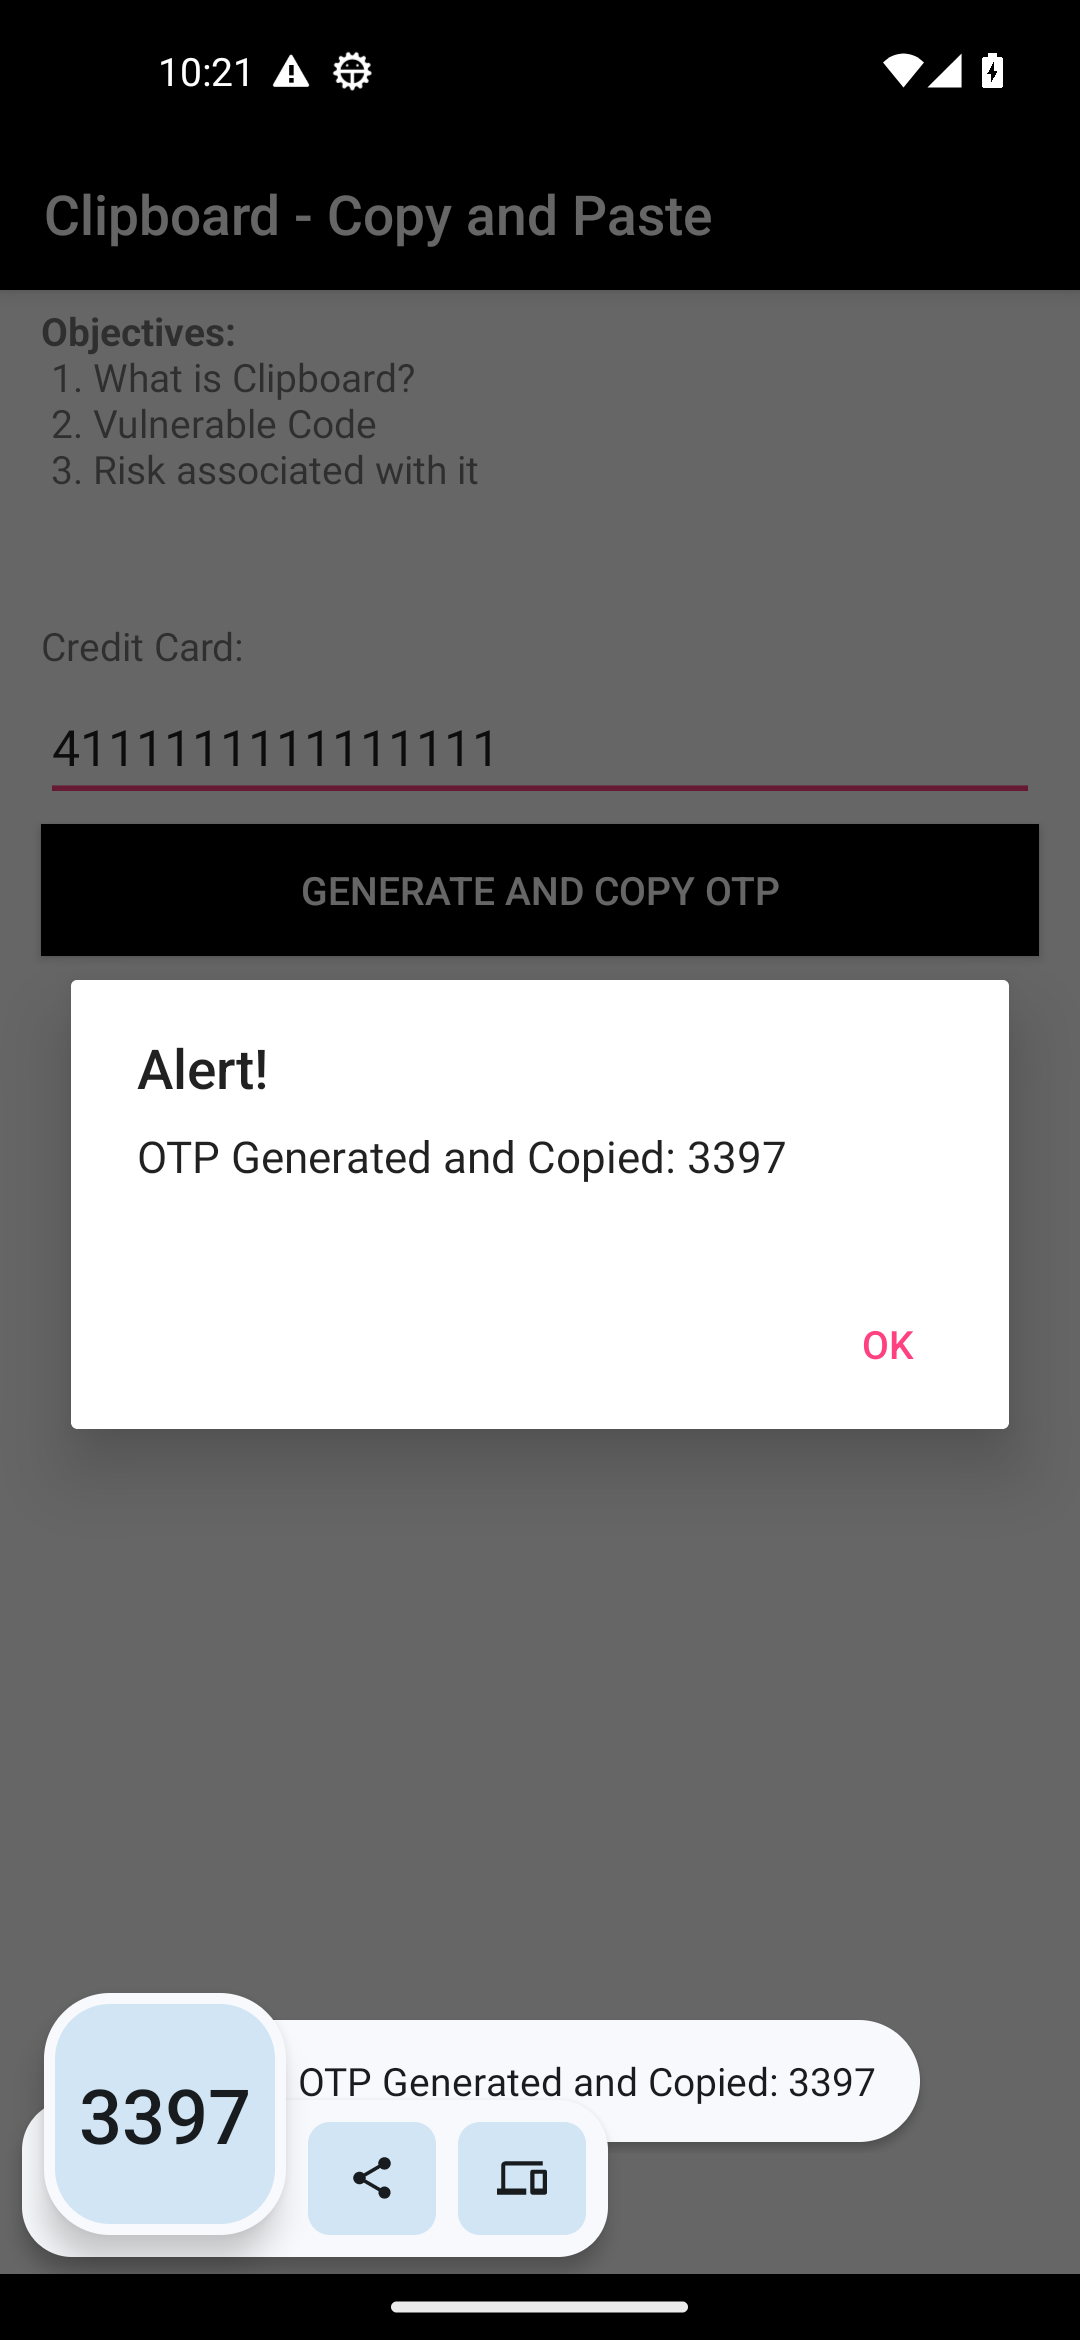 10:21
Clipboard - Copy and Paste
Objectives:
1. What is Clipboard?
2. Vulnerable Code
3. Risk associated with it
Credit Card:
4111111111111111
GENERATE AND COPY OTP
Alert!
OTP Generated and Copied: 3397
OK
OTP Generated and Copied: 3397
3397